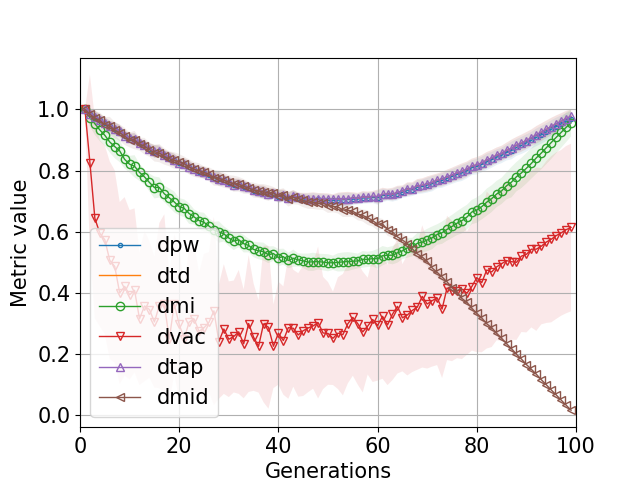 1.0
0.8
0.6
0.4
0.2
0.0
Metric value
dpw
dtd
dmi
dvac
dtap
dmid
0 20 40 60 80 100
Generations